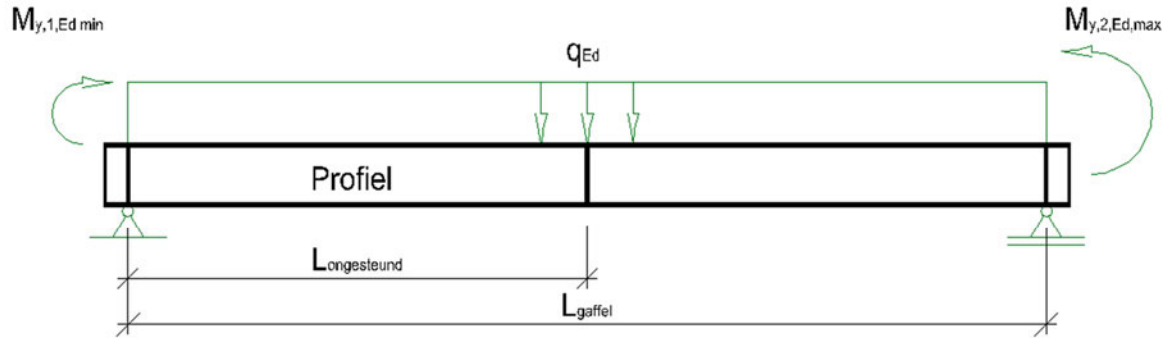 My,1,Ed min
My,2,Ed,max
qEd
Profiel
Longesteund
Lgaffel